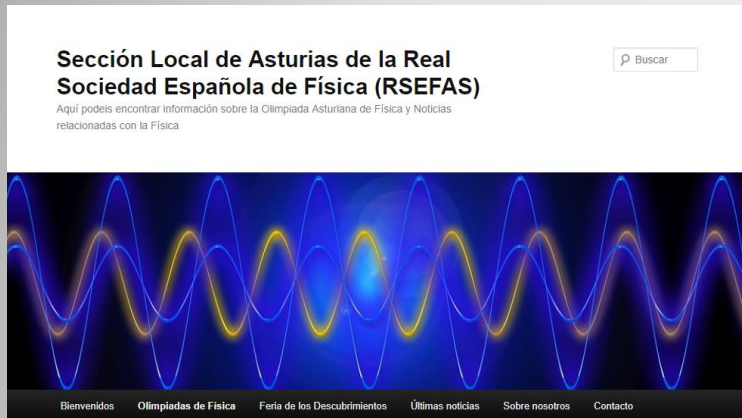 Sección Local de Asturias de la Real
Sociedad Española de Física (RSEFAS)
Aquí podeis encontrar información sobre la Olimpiada Asturiana de Física y Noticias
relacionadas con la Física
Buscar
Bienvenidos Olimpiadas de Física Feria de los Descubrimientos Últimas noticias Sobre nosotros Contacto